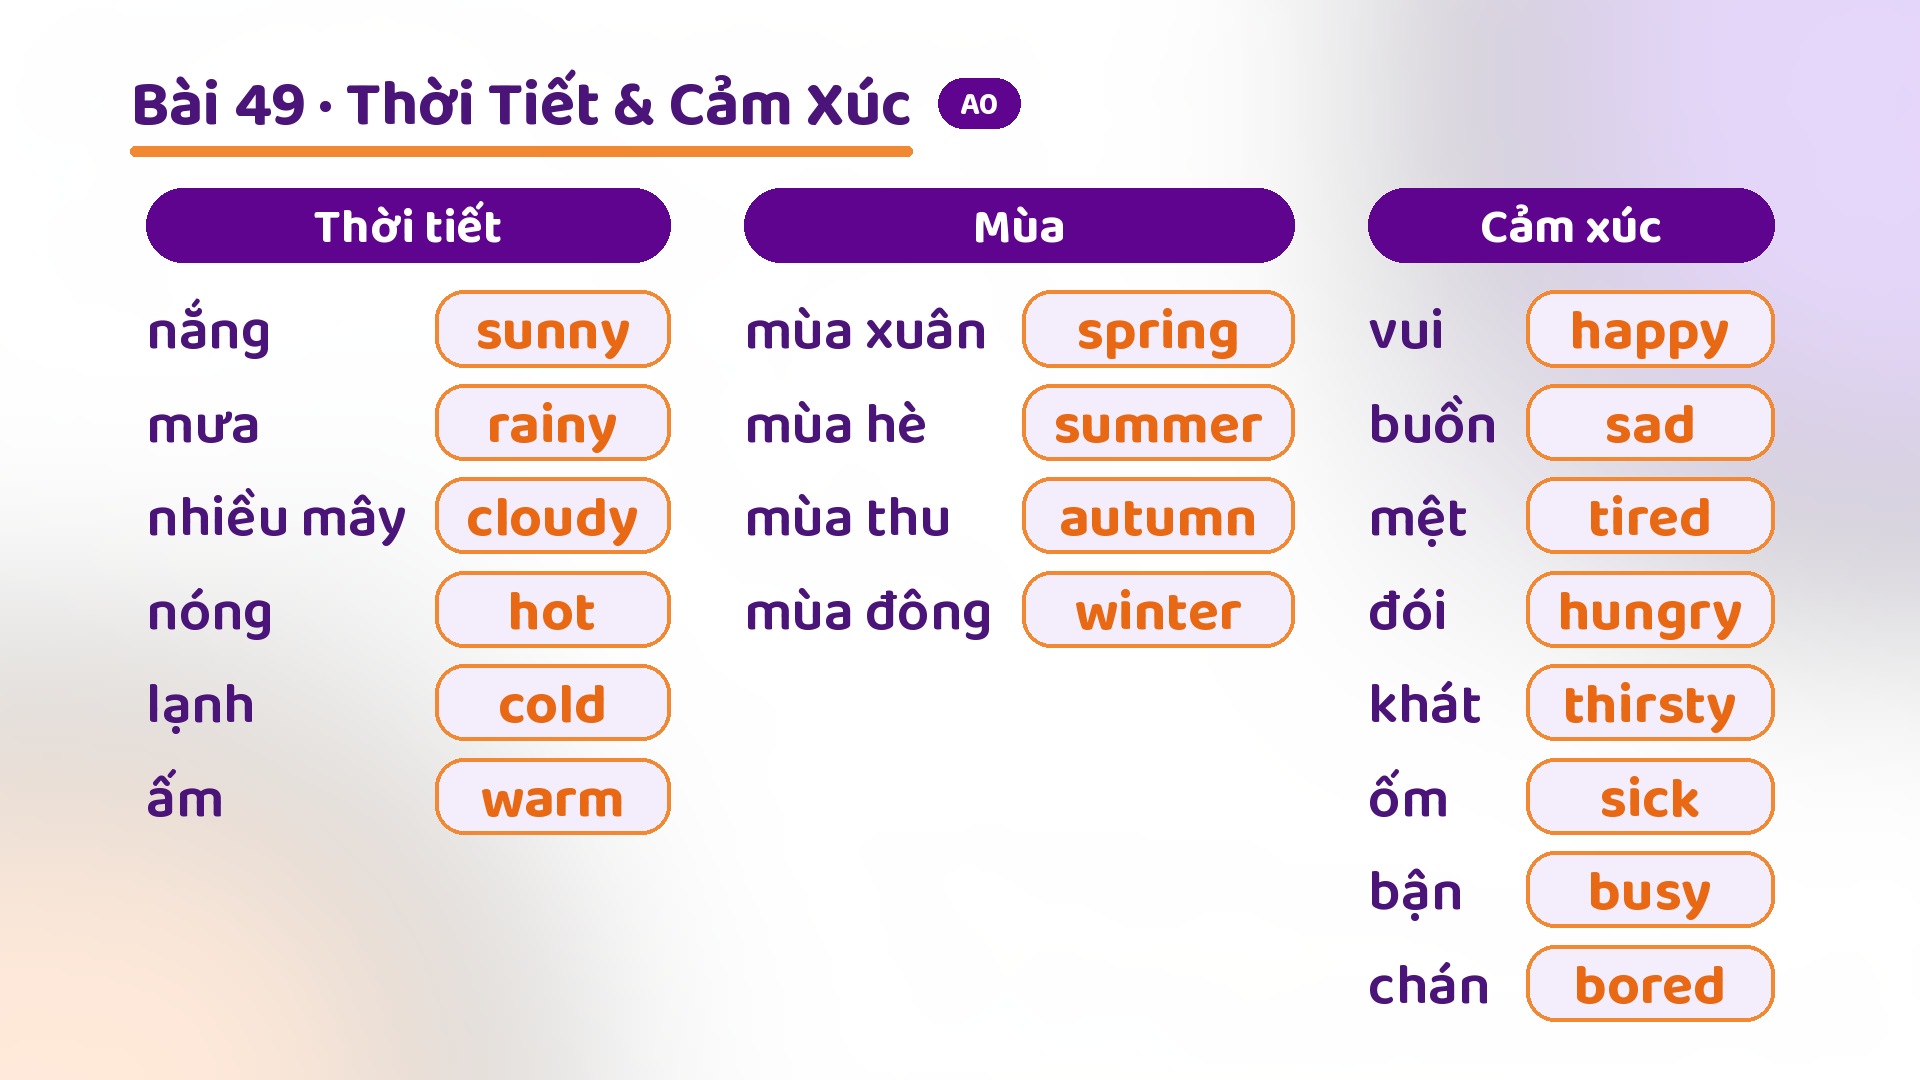 Bài 49 · Thời Tiết & Cảm Xúc A0
Thời tiết
nắng sunny
mưa rainy
nhiều mây cloudy
nóng hot
lạnh cold
ấm warm
Mùa
mùa xuân spring
mùa hè summer
mùa thu autumn
mùa đông winter
Cảm xúc
vui happy
buồn sad
mệt tired
đói hungry
khát thirsty
ốm sick
bận busy
chán bored